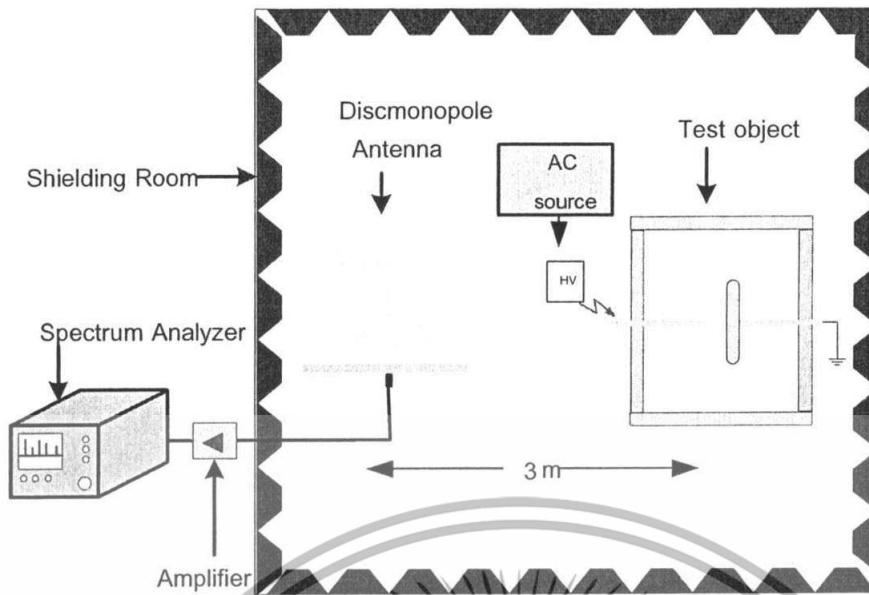 Discmonopole
Antenna
Test object
AC
source
Shielding Room
HV
Spectrum Analyzer
3 m
Amplifier